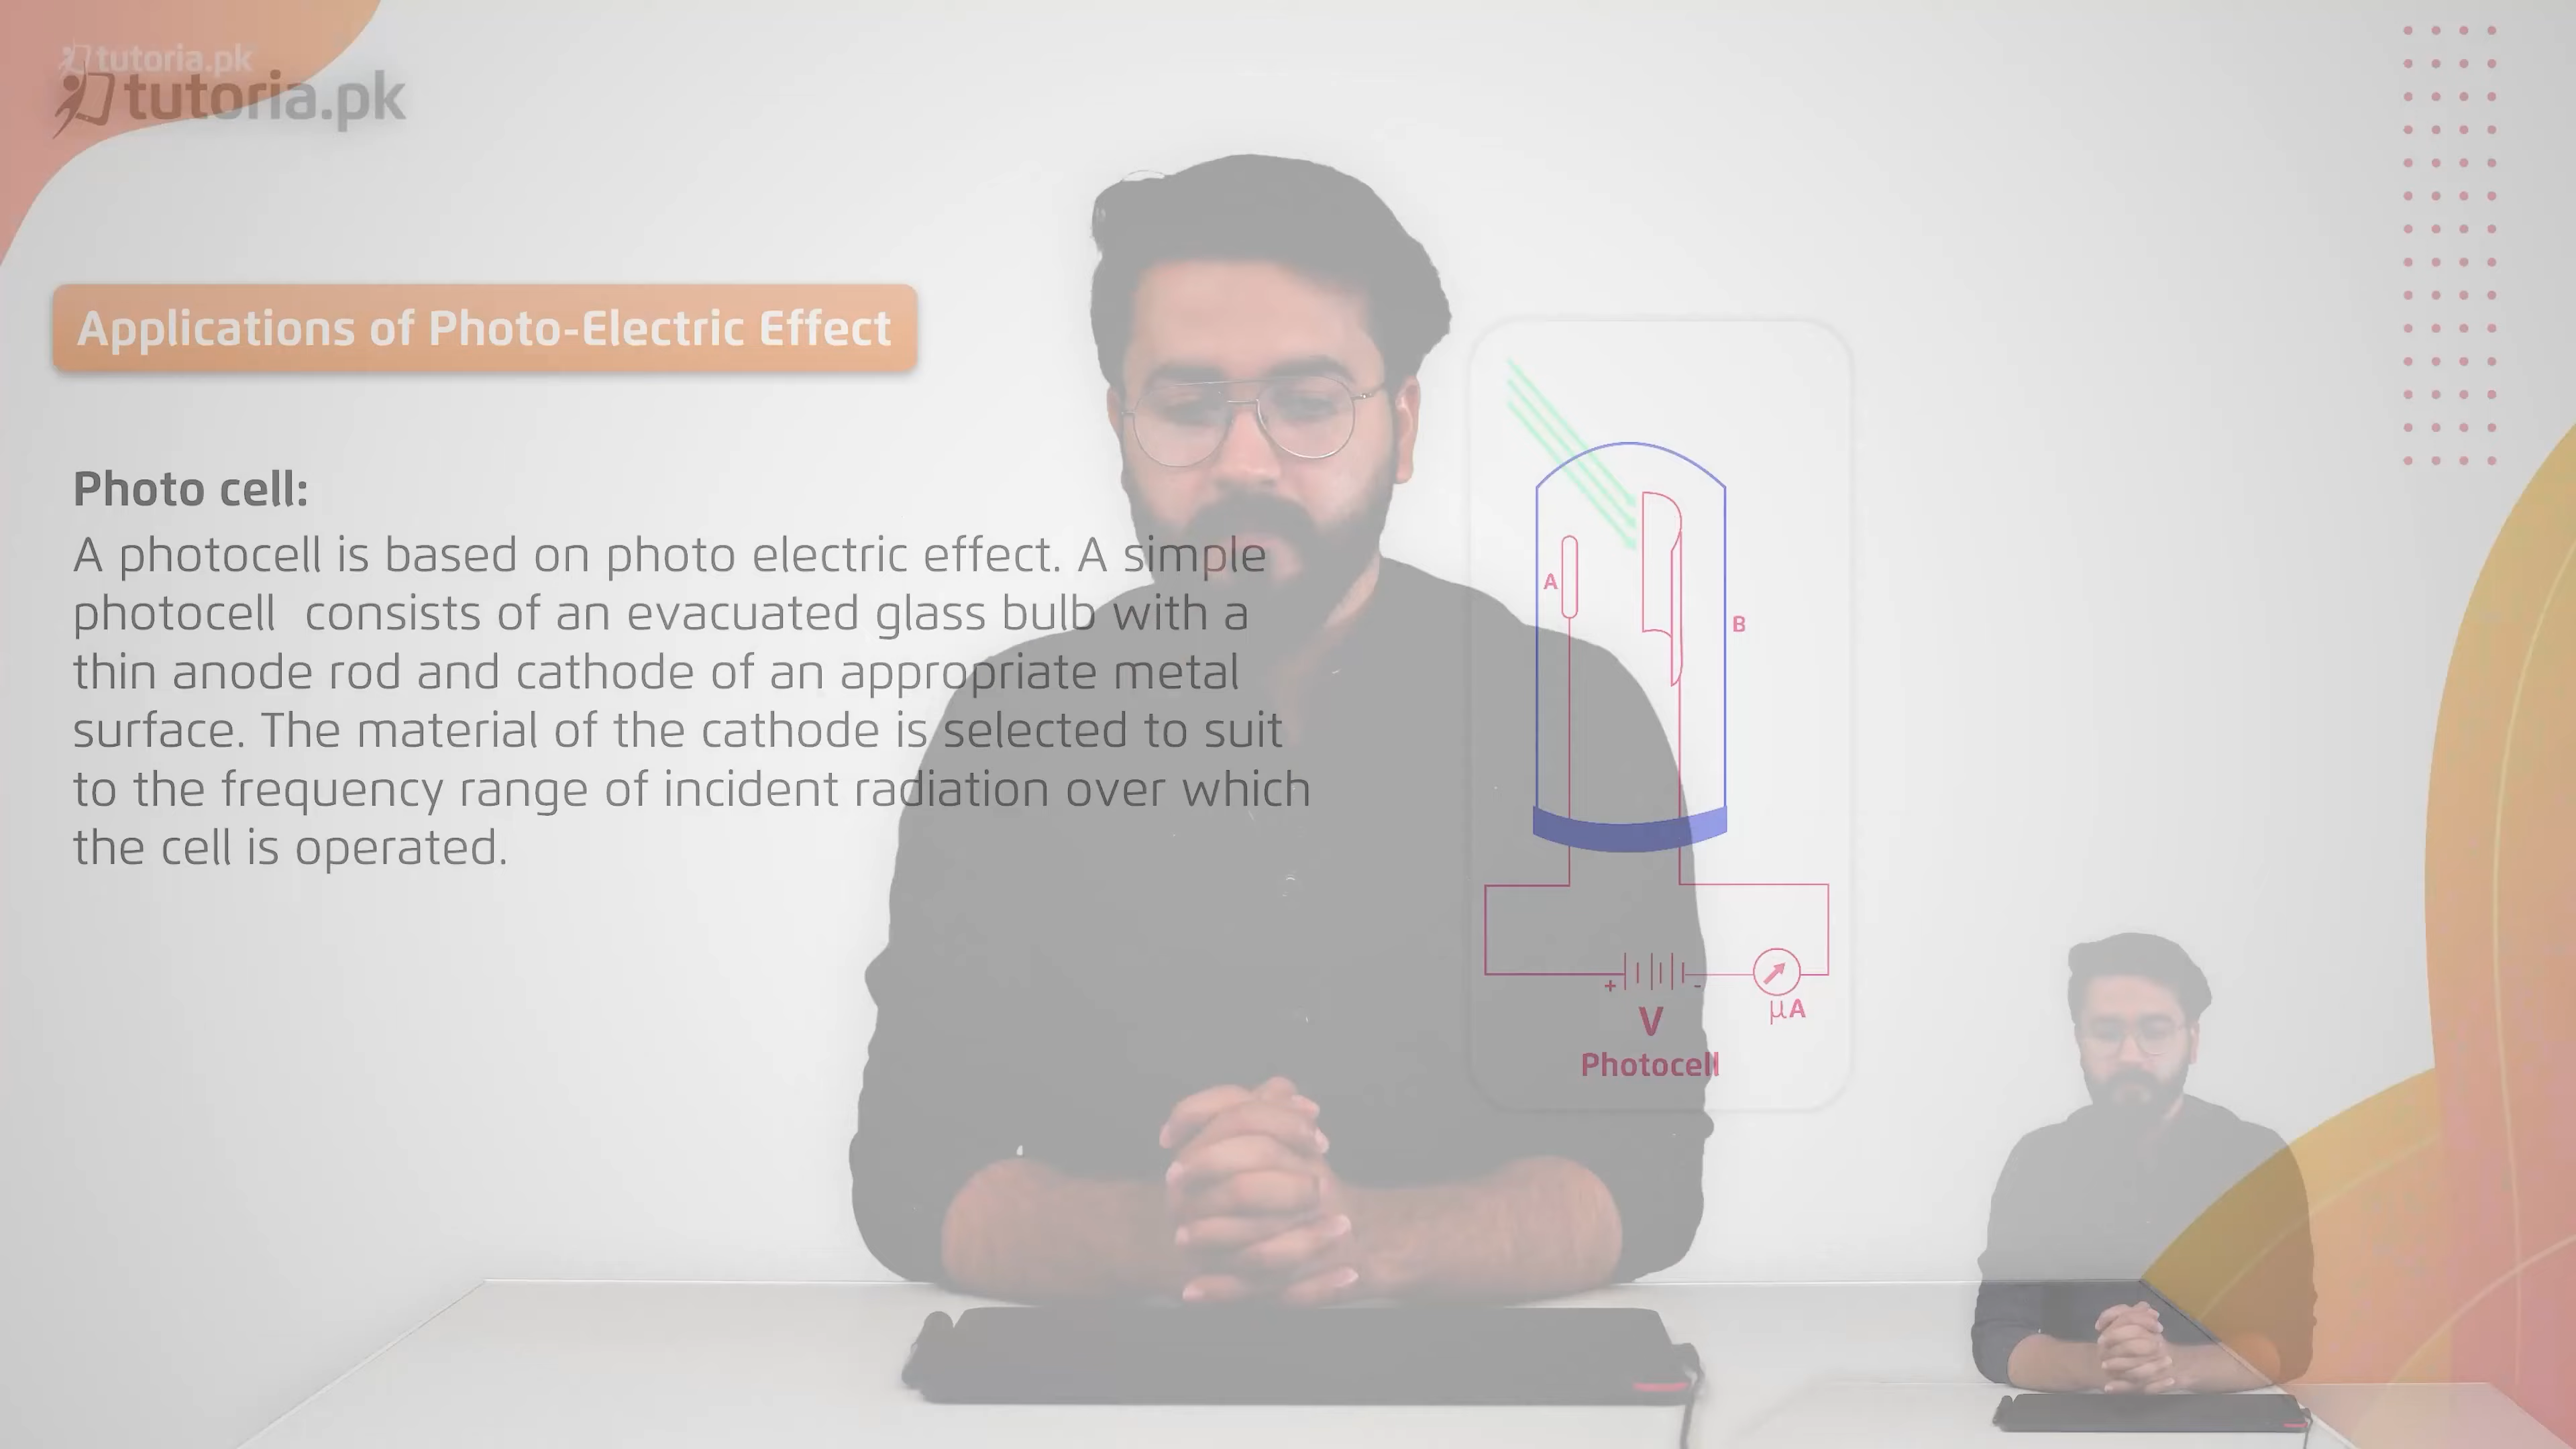 tutoria.pk
tutoria.pk
Applications of Photo-Electric Effect
Photo cell:
A photocell is based on photo electric effect. A simple
photocell consists of an evacuated glass bulb with a
thin anode rod and cathode of an appropriate metal
surface. The material of the cathode is selected to suit
to the frequency range of incident radiation over which
the cell is operated.
A
B
+
-
V
μA
Photocell